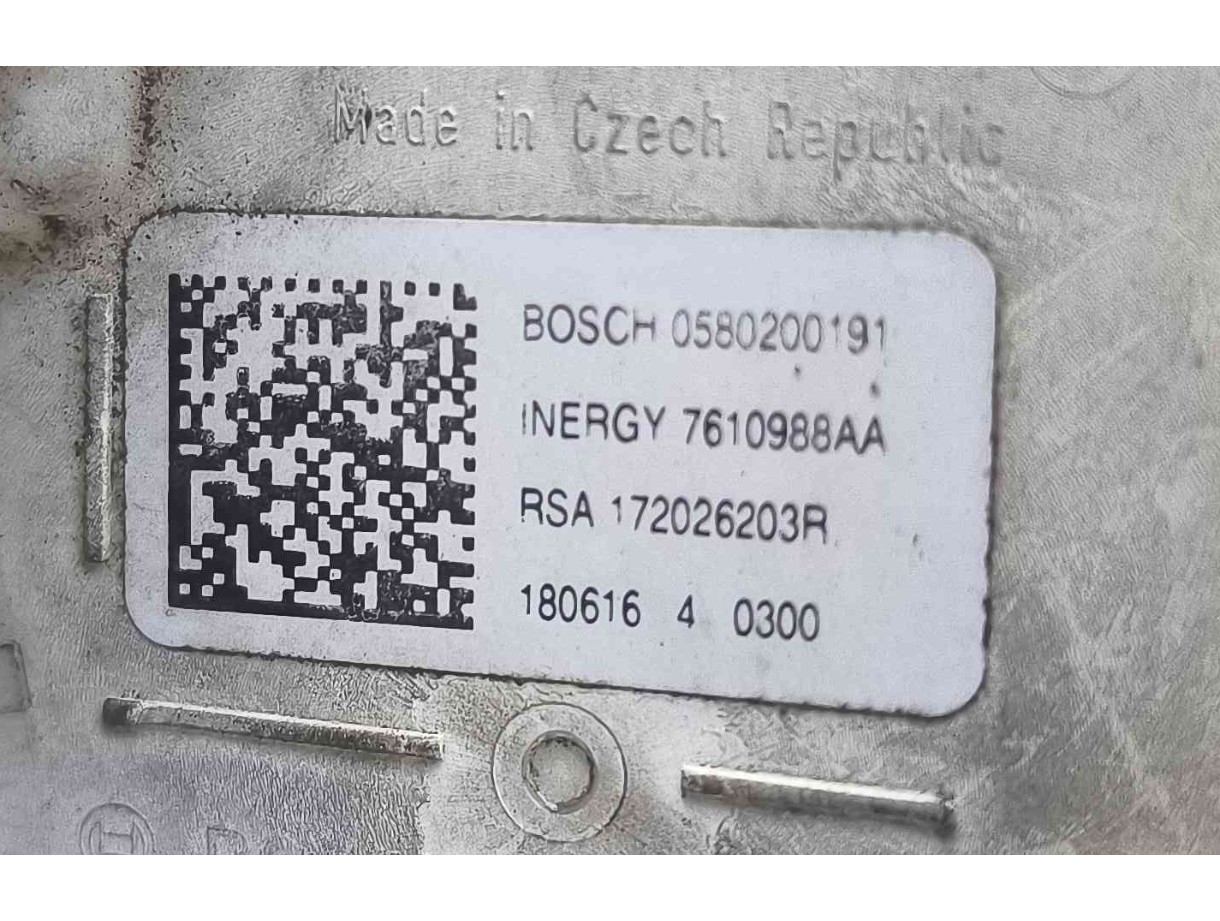 Made in Czech Republic
BOSCH 0580200191
INERGY 7610988AA
RSA 172026203R
180616 4 0300